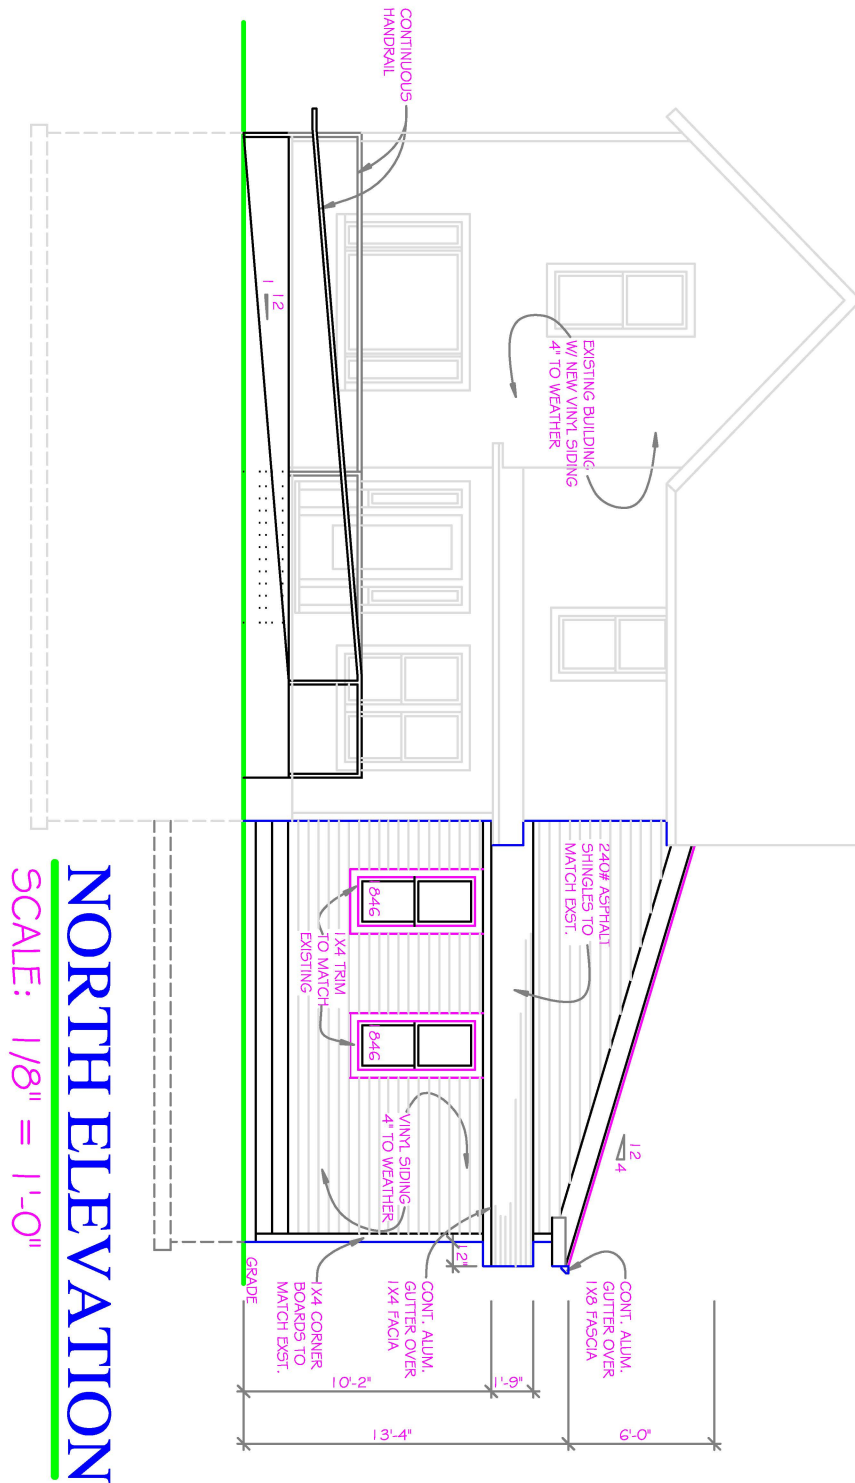 CONTINUOUS
HANDRAIL
12
1
EXISTING BUILDING
W/ NEW VINYL SIDING
4" TO WEATHER
240# ASPHALT
SHINGLES TO
MATCH EXST.
846
846
1X4 TRIM
TO MATCH
EXISTING
VINYL SIDING
4" TO WEATHER
12
4
12"
CONT. ALUM.
GUTTER OVER
1X8 FASCIA
CONT. ALUM.
GUTTER OVER
1X4 FACIA
1X4 CORNER
BOARDS TO
MATCH EXST.
GRADE
10'-2"
1'-9"
13'-4"
6'-0"
NORTH ELEVATION
SCALE: 1/8" = 1'-0"